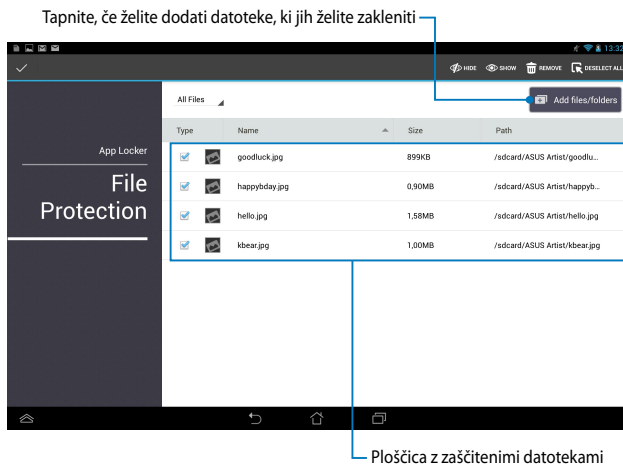 Tapnite, če želite dodati datoteke, ki jih želite zakleniti
13:32
HIDE SHOW REMOVE DESELECT ALL
All Files Add files/folders
Type Name Size Path
App Locker
File
Protection
goodluck.jpg 899KB /sdcard/ASUS Artist/goodlu...
happybday.jpg 0,90MB /sdcard/ASUS Artist/happyb...
hello.jpg 1,58MB /sdcard/ASUS Artist/hello.jpg
kbear.jpg 1,00MB /sdcard/ASUS Artist/kbear.jpg
Ploščica z zaščitenimi datotekami